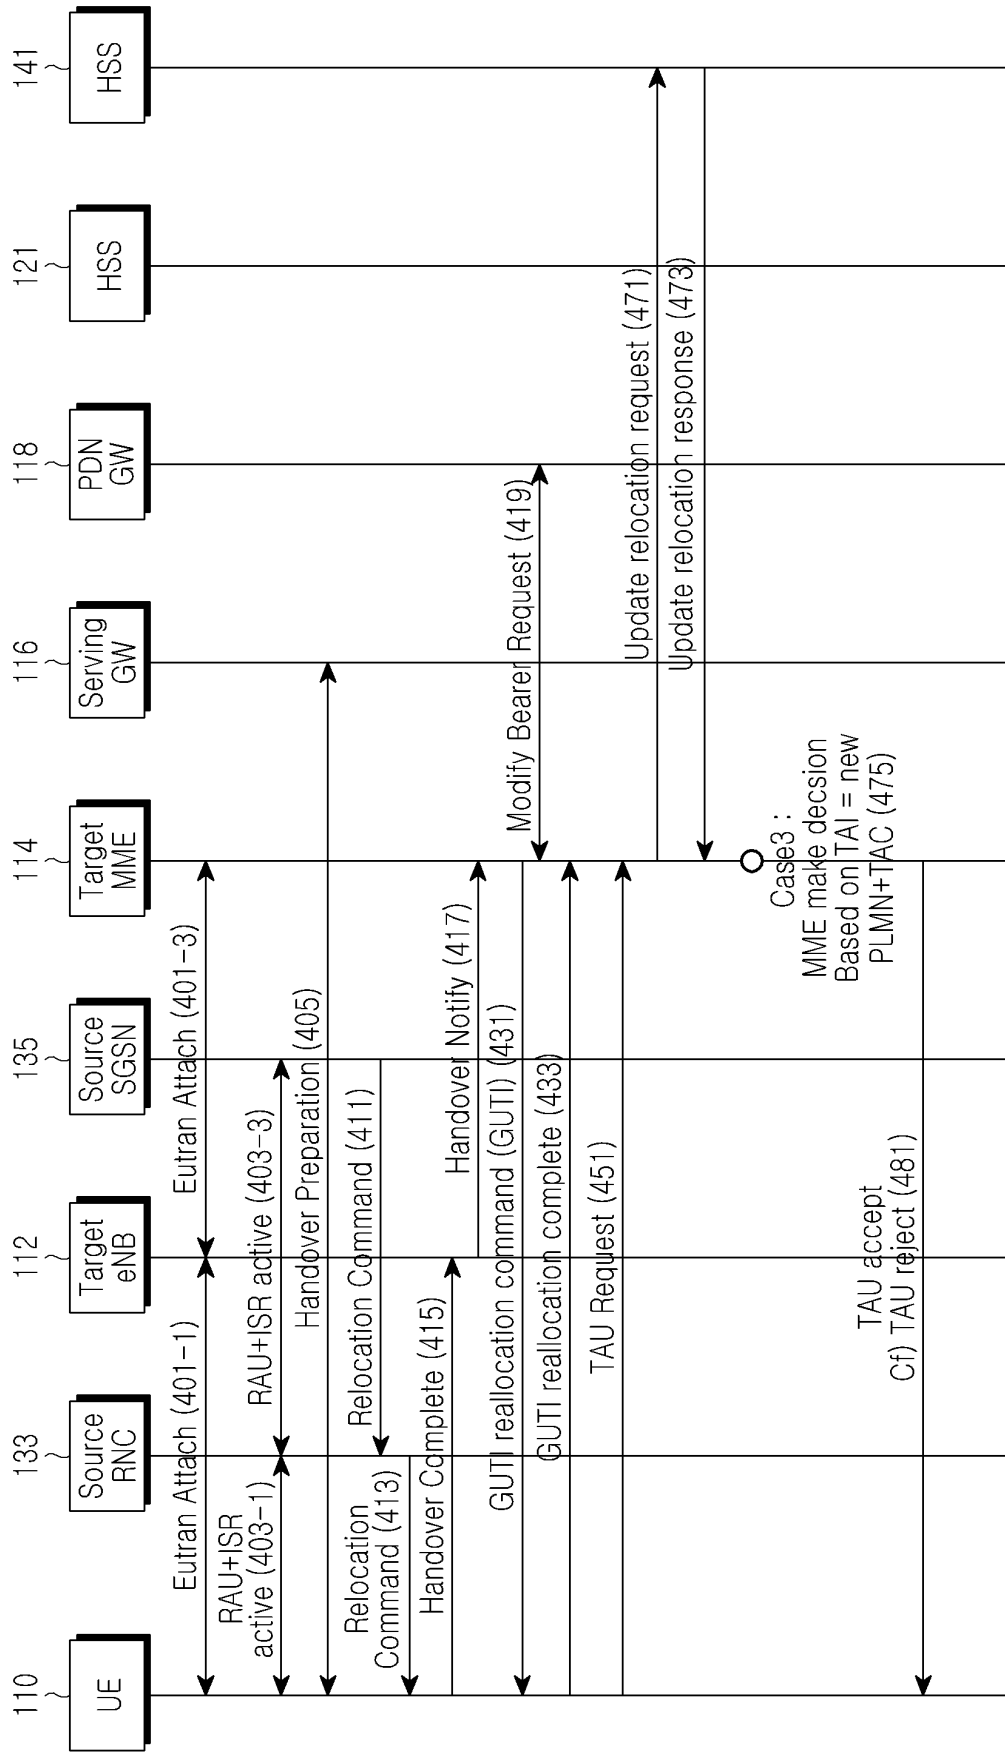 110
133
112
135
114
116
118
121
141
UE
Source
RNC
Target
eNB
Source
SGSN
Target
MME
Serving
GW
PDN
GW
HSS
HSS
Eutran Attach (401-1)
Eutran Attach (401-3)
RAU+ISR
active (403-1)
RAU+ISR active (403-3)
Handover Preparation (405)
Relocation Command (411)
Relocation
Command (413)
Handover Complete (415)
Handover Notify (417)
GUTI reallocation command (GUTI) (431)
Modify Bearer Request (419)
GUTI reallocation complete (433)
TAU Request (451)
Update relocation request (471)
Update relocation response (473)
Case3 :
MME make decsion
Based on TAI = new
PLMN+TAC (475)
TAU accept
Cf) TAU reject (481)